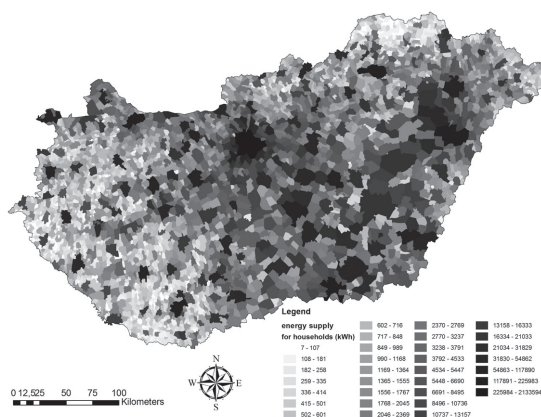 Legend
energy supply
for households (kWh)
7 - 107
108 - 181
182 - 258
259 - 335
336 - 414
415 - 501
502 - 601
602 - 716
717 - 848
849 - 989
990 - 1168
1169 - 1364
1365 - 1555
1556 - 1767
1768 - 2045
2046 - 2369
2370 - 2769
2770 - 3237
3238 - 3791
3792 - 4533
4534 - 5447
5448 - 6690
6691 - 8495
8496 - 10736
10737 - 13157
13158 - 16333
16334 - 21033
21034 - 31829
31830 - 54862
54863 - 117890
117891 - 225983
225984 - 2133594
N
W E
S
0 12,525 50 75 100
Kilometers